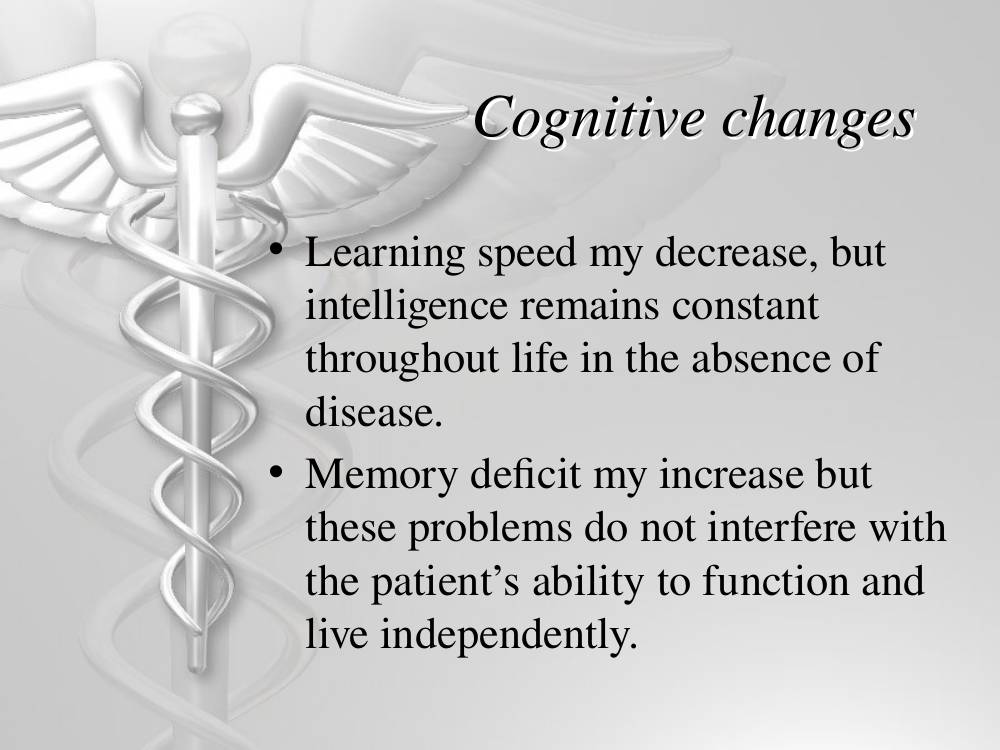 Cognitive changes
• Learning speed my decrease, but
intelligence remains constant
throughout life in the absence of
disease.
• Memory deficit my increase but
these problems do not interfere with
the patient’s ability to function and
live independently.